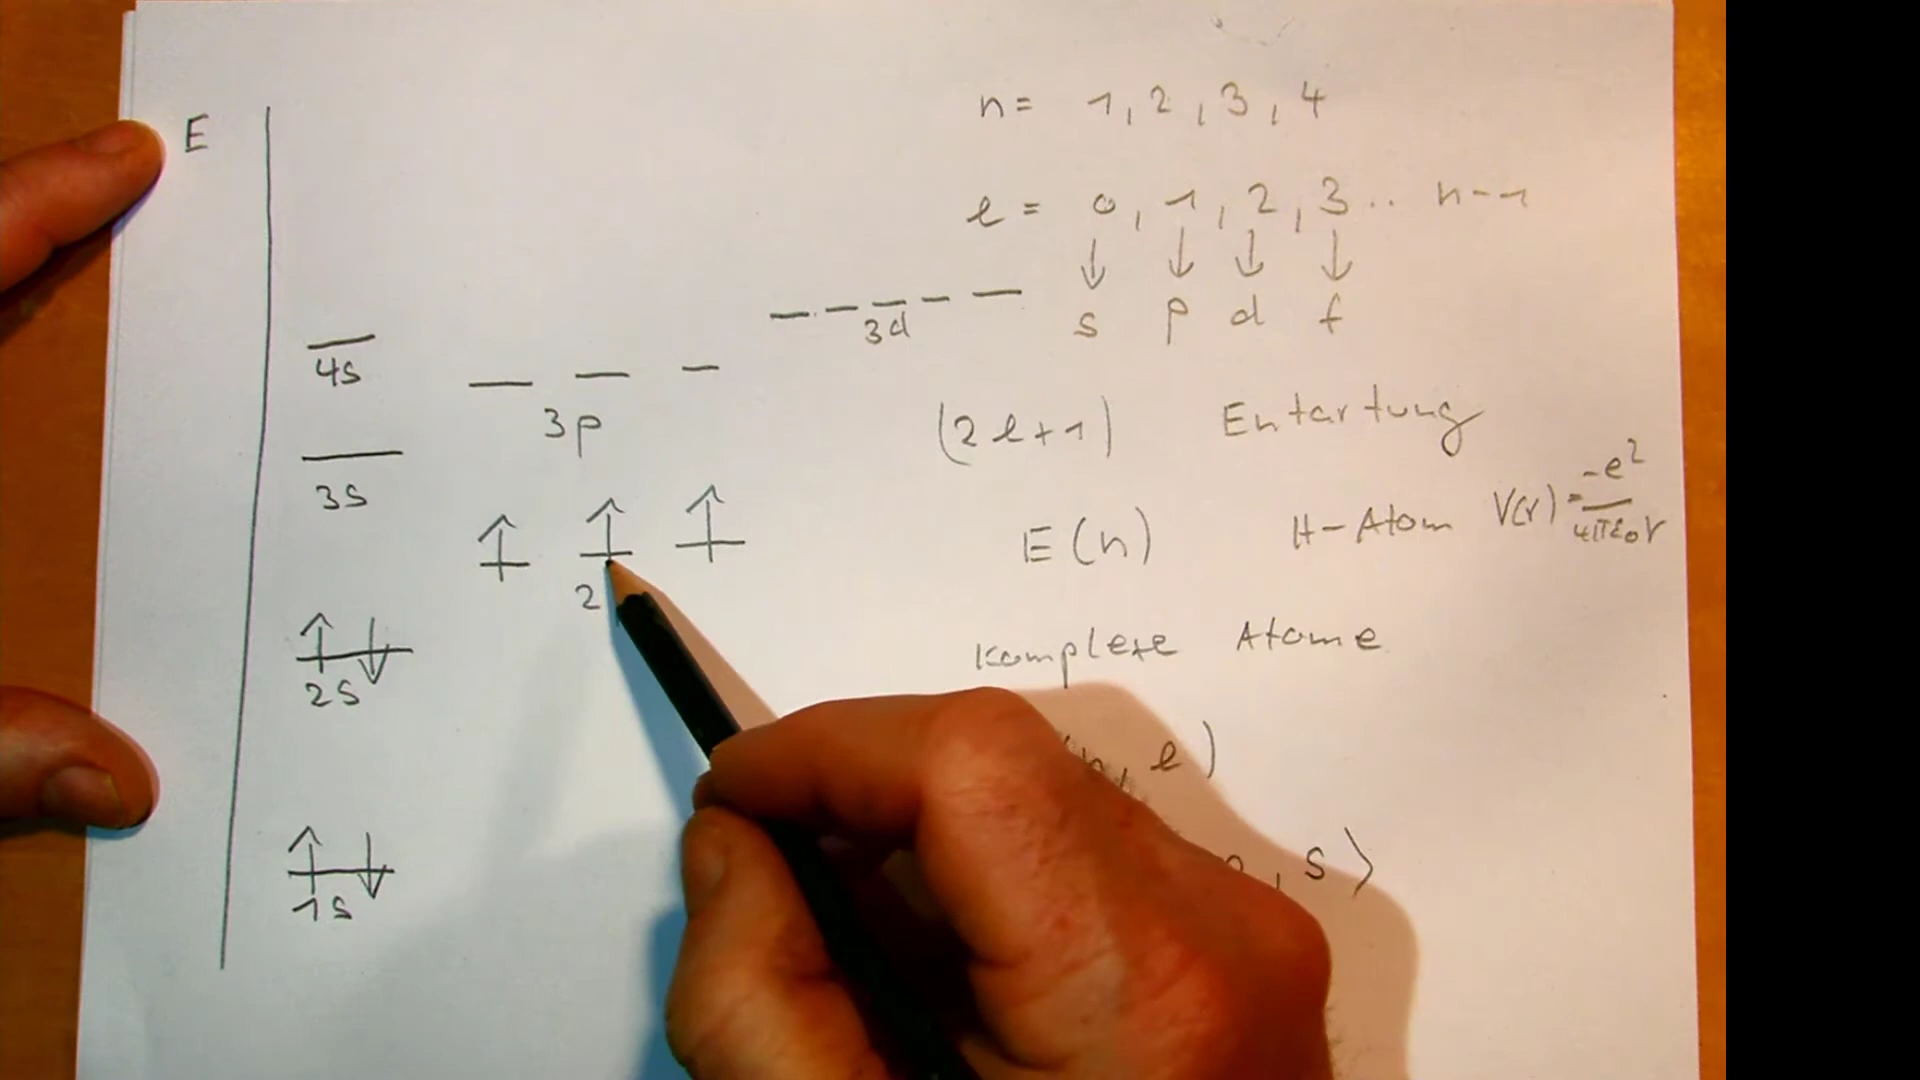 E
n= 1, 2, 3, 4
l = 0, 1, 2, 3.. n-1
↓ ↓ ↓ ↓
s p d f
3d
4s
3p
(2l+1) Entartung
3s
E(n) H-Atom V(r)=-e²/4πε₀r
2
↑ ↑ ↑
Komplexe Atome
↑↓
2s
n, l)
↑↓
1s
, s⟩